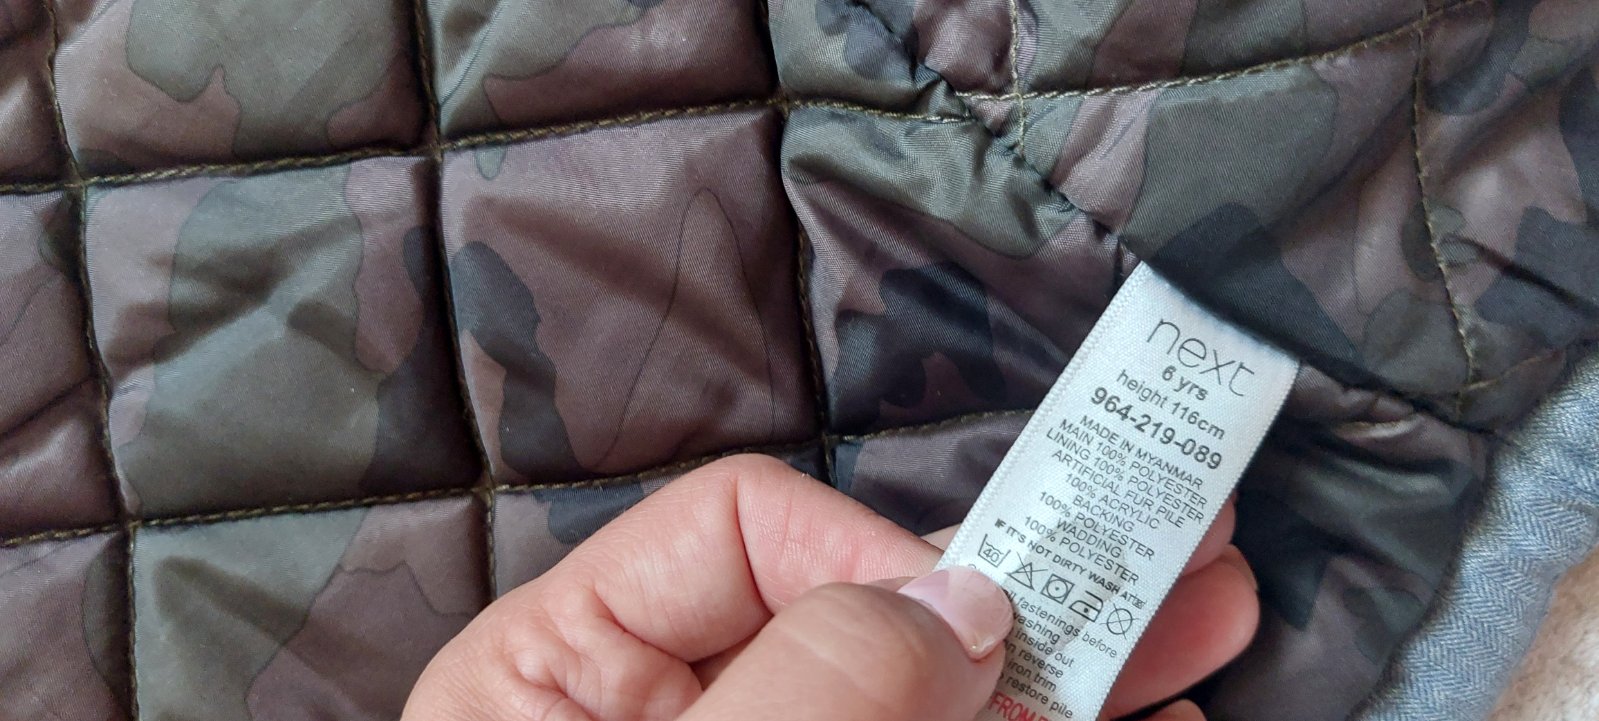 next
6 yrs
height 116cm
964-219-089
MADE IN MYANMAR
MAIN 100% POLYESTER
LINING 100% POLYESTER
ARTIFICIAL FUR PILE
100% ACRYLIC
BACKING
100% POLYESTER
WADDING
100% POLYESTER
IF IT'S NOT DIRTY WASH AT
40
fastenings before
washing
inside out
reverse
iron trim
restore pile
FROM